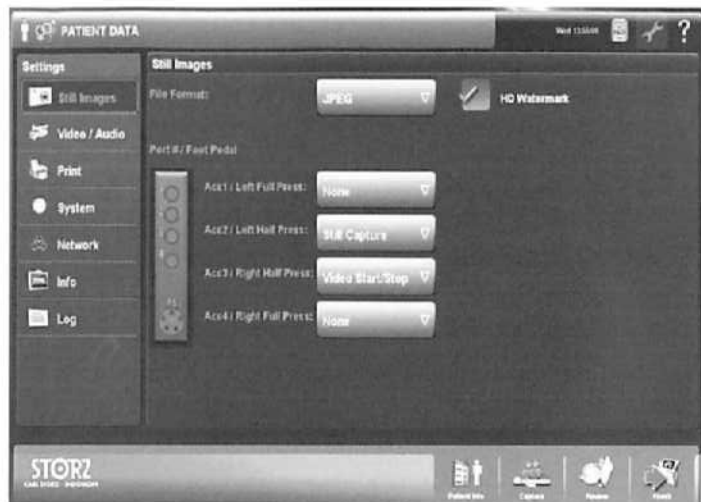 PATIENT DATA
?
Settings
Still Images
Still Images
File Format:
JPEG
HD Watermark
Video / Audio
Port # / Foot Pedal
Print
Acc1 / Left Full Press:
None
System
Acc2 / Left Half Press:
Still Capture
Network
Acc3 / Right Half Press:
Video Start/Stop
Info
Acc4 / Right Full Press:
None
Log
STORZ
Patient Info
Capture